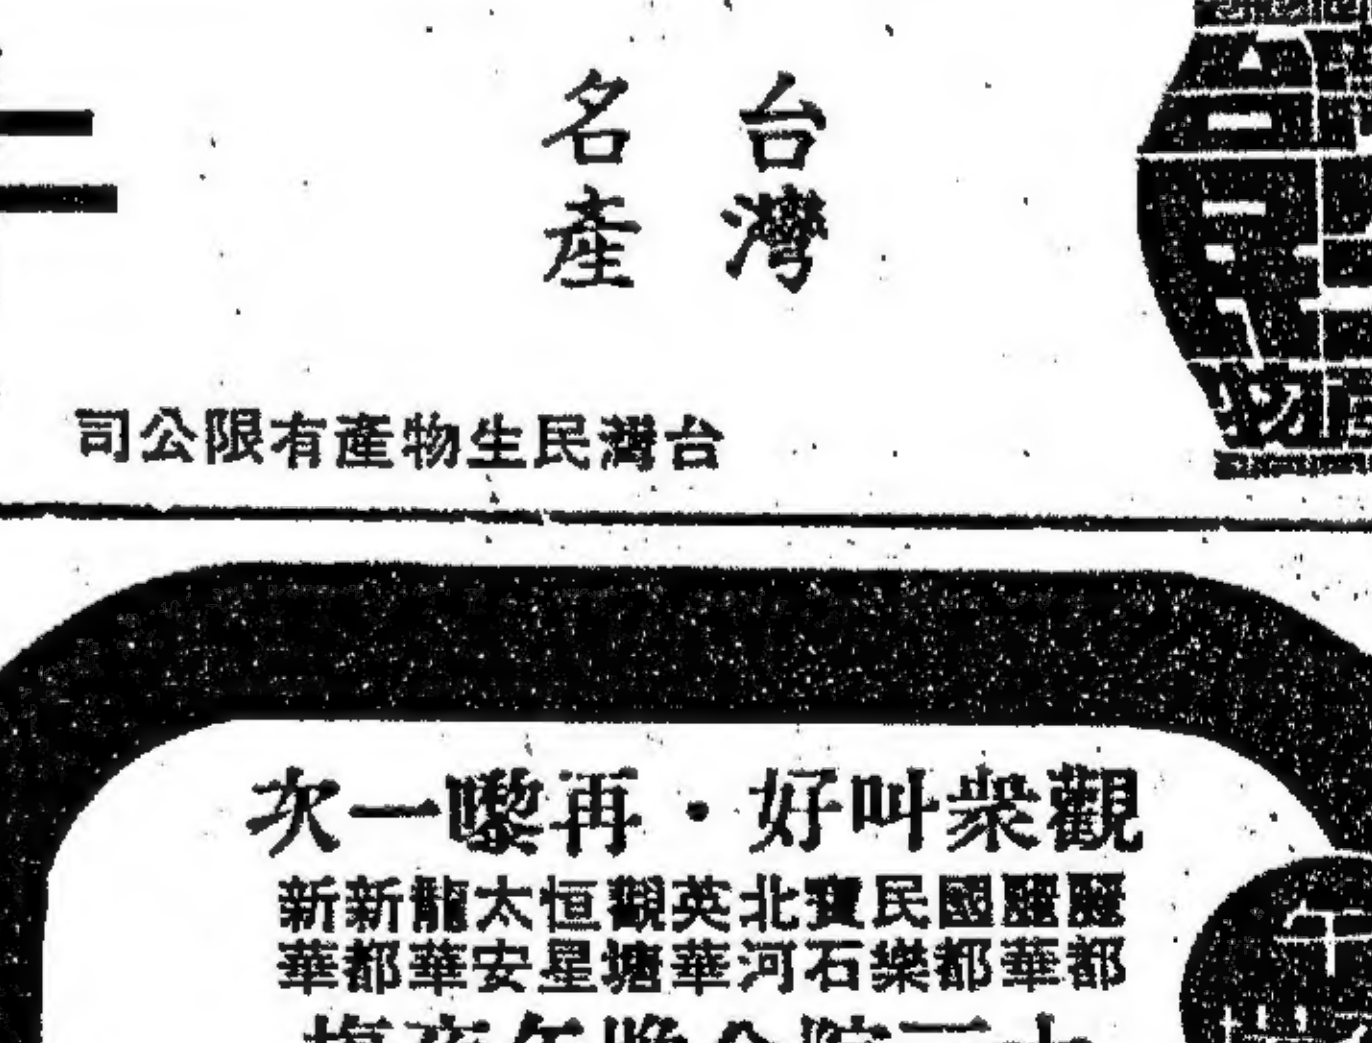 台灣
名產
台灣民生物產有限公司
觀衆叫好・再嚟一次
麗都
麗華
國都
民樂
寶石
北河
英華
觀塘
恒星
太安
龍華
新都
新華